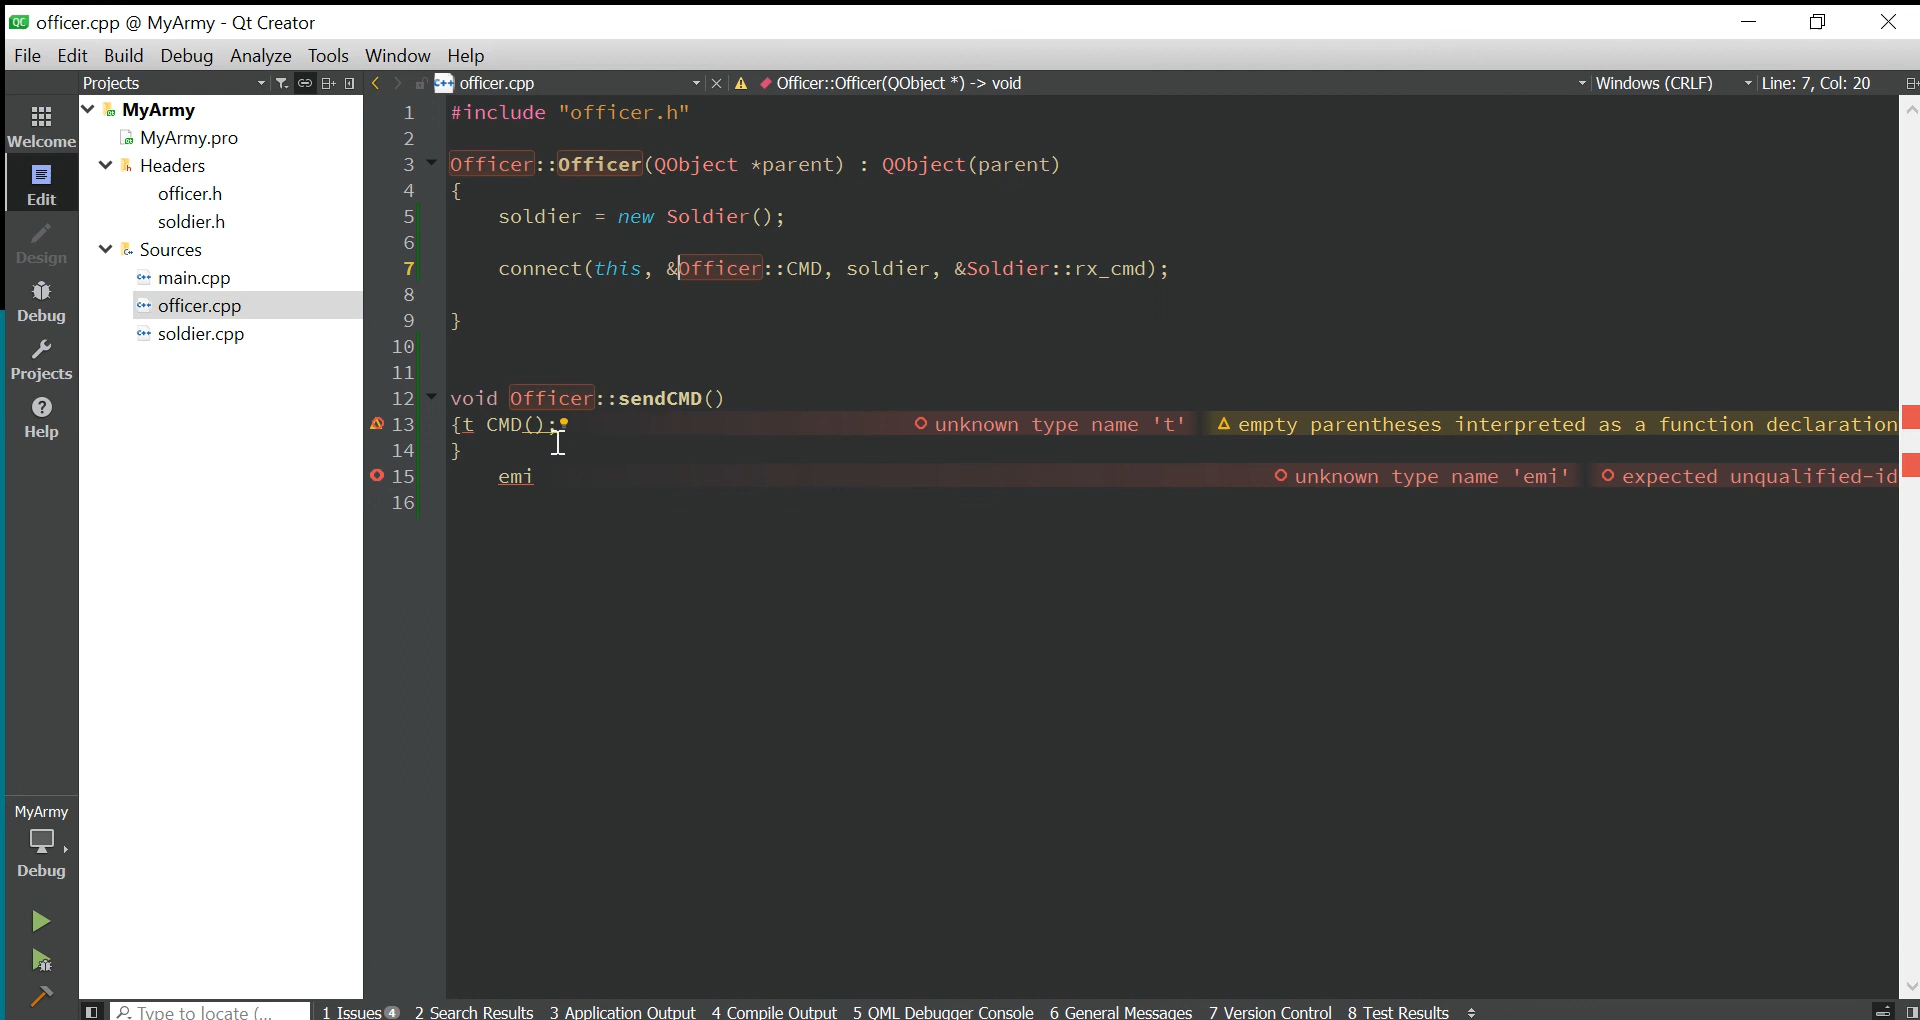 officer.cpp @ MyArmy - Qt Creator
File Edit Build Debug Analyze Tools Window Help
Projects officer.cpp Officer::Officer(QObject *) -> void Windows (CRLF) Line: 7, Col: 20
Welcome
Edit
Design
Debug
Projects
Help
MyArmy
Debug
MyArmy
MyArmy.pro
Headers
officer.h
soldier.h
Sources
main.cpp
officer.cpp
soldier.cpp
1 #include "officer.h"
2
3 Officer::Officer(QObject *parent) : QObject(parent)
4 {
5 soldier = new Soldier();
6
7 connect(this, &Officer::CMD, soldier, &Soldier::rx_cmd);
8
9 }
10
11
12 void Officer::sendCMD()
13 {t CMD(); unknown type name 't' empty parentheses interpreted as a function declaration
14 }
15 emi unknown type name 'emi' expected unqualified-id
16
Type to locate (... 1 Issues 4 2 Search Results 3 Application Output 4 Compile Output 5 QML Debugger Console 6 General Messages 7 Version Control 8 Test Results